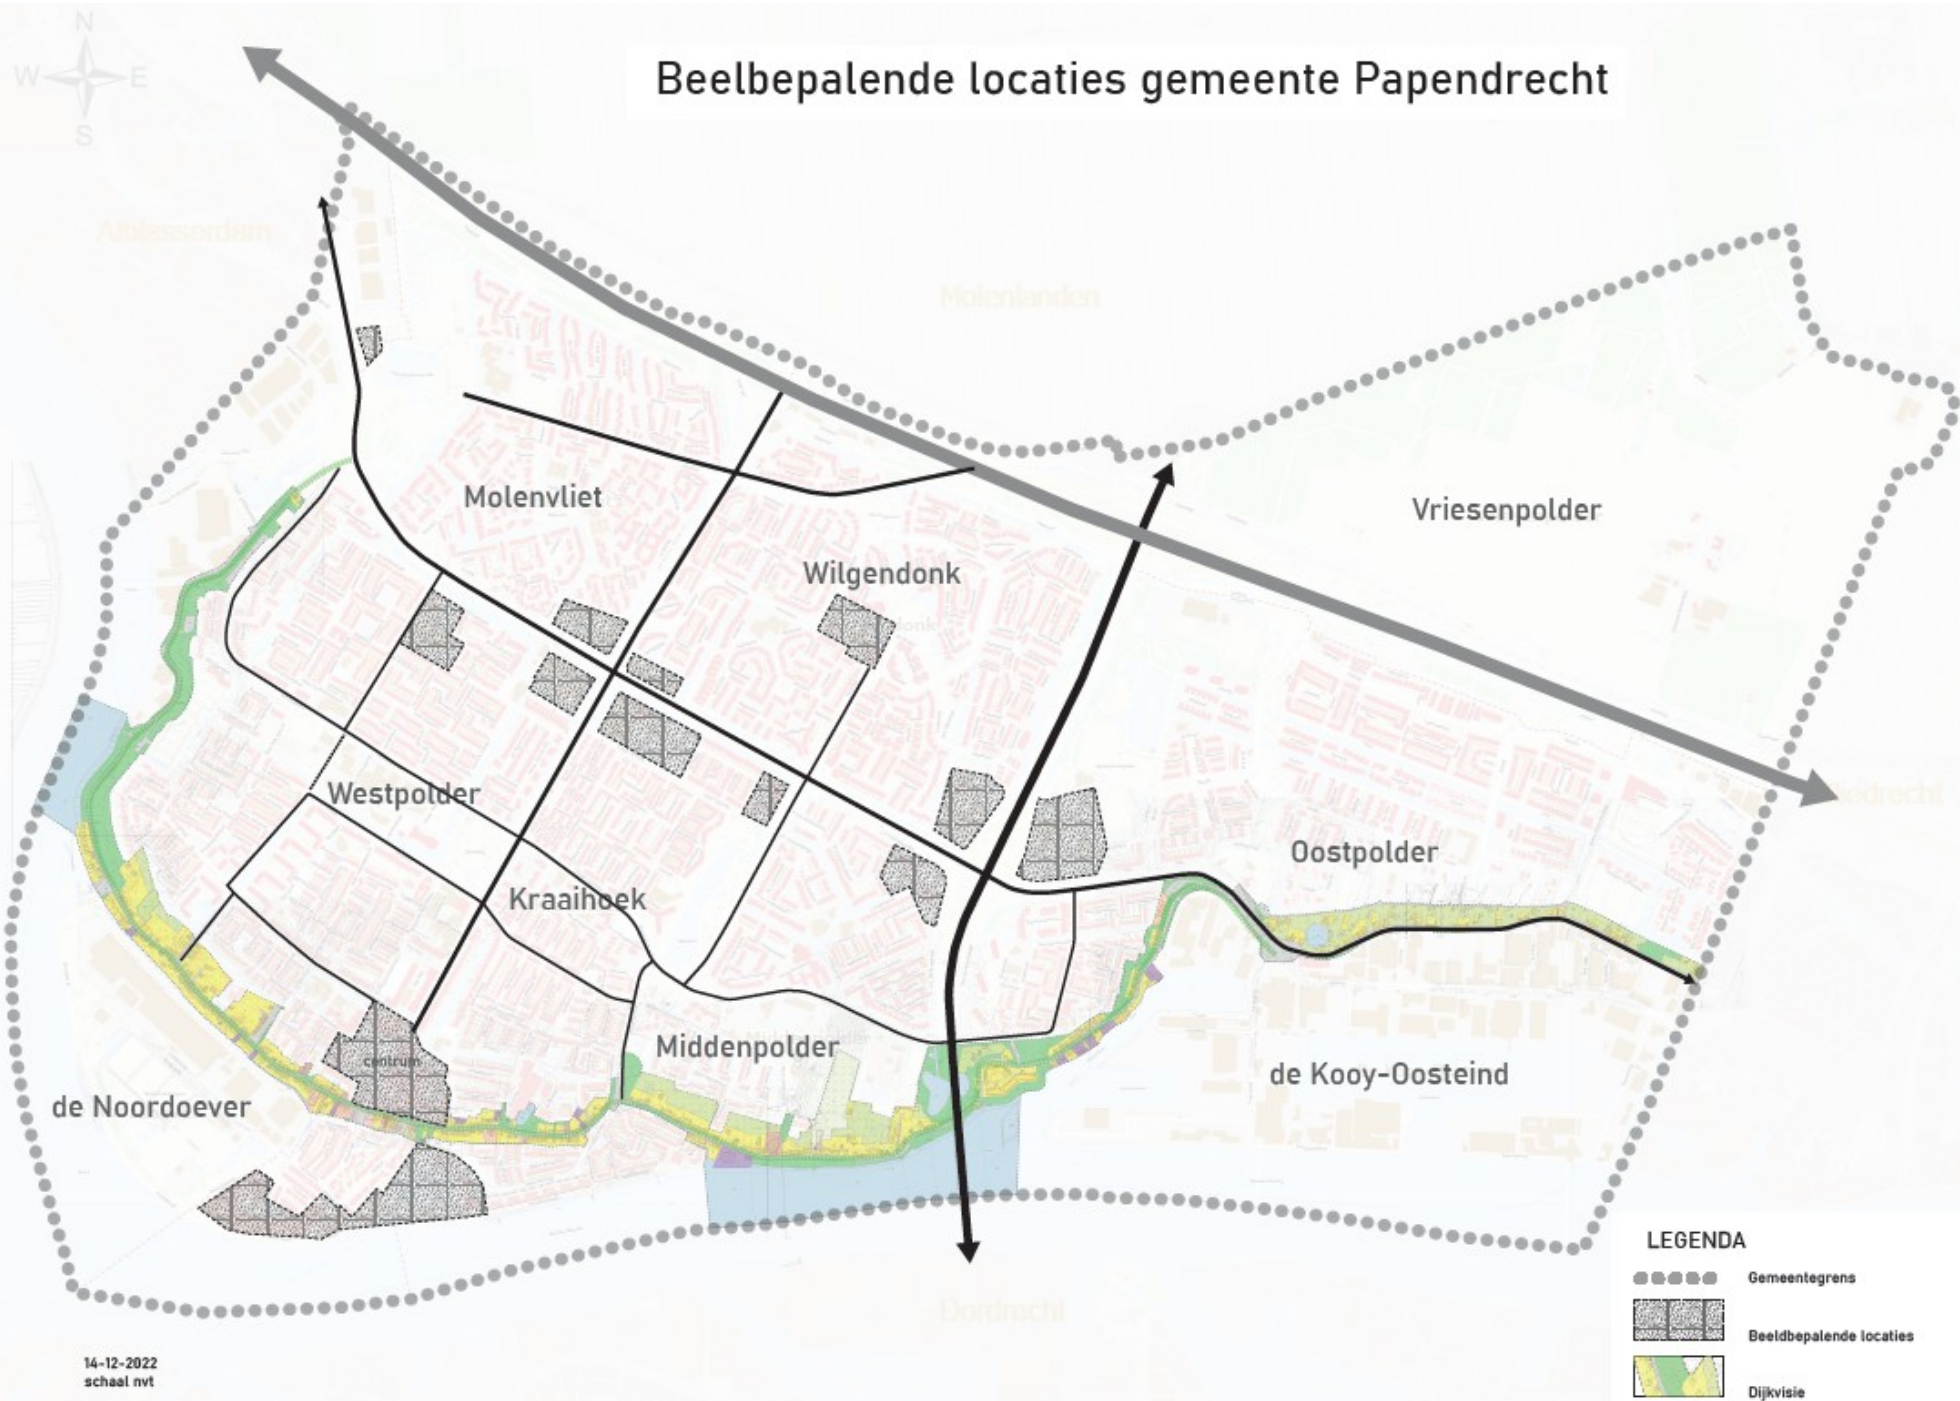 N
Beelbepalende locaties gemeente Papendrecht
W E
S
Alblasserdam
Molenlanden
Molenvliet
Vriesenpolder
Wilgendonk
Westpolder
Oostpolder
Kraaihoek
Middenpolder
centrum
de Kooy-Oosteind
de Noordoever
LEGENDA
Gemeentegrens
Dordrecht
Beeldbepalende locaties
14-12-2022
schaal nvt
Dijkvisie